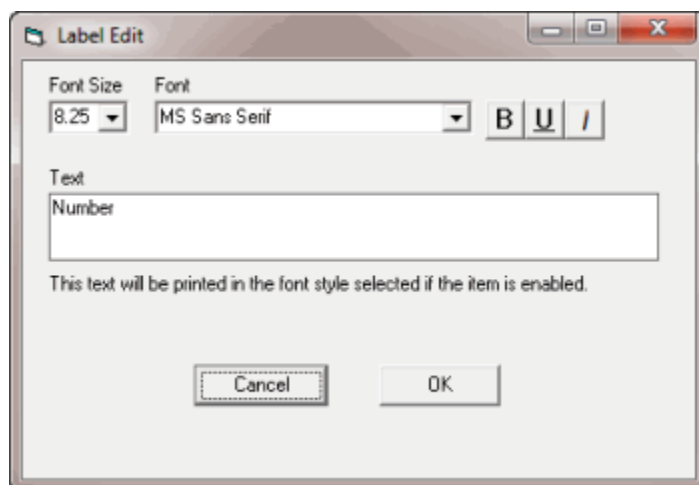 Label Edit
Font Size Font
8.25 MS Sans Serif B U I
Text
Number
This text will be printed in the font style selected if the item is enabled.
Cancel OK